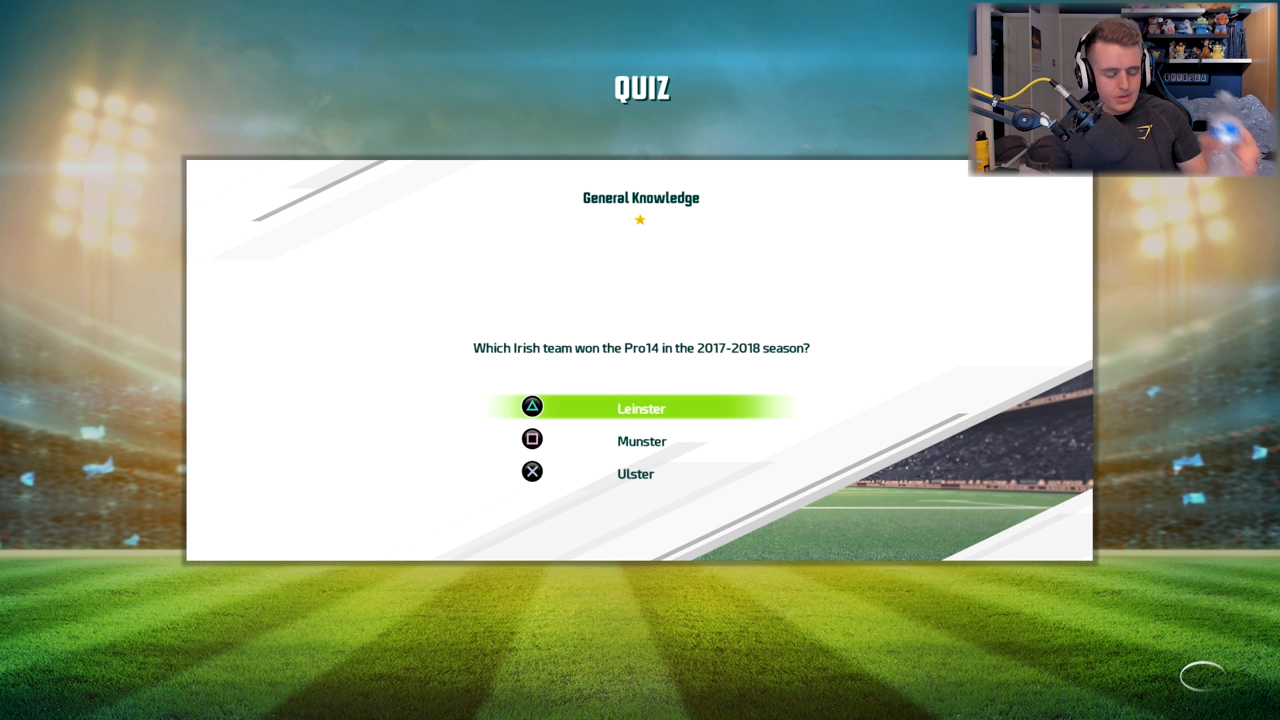 QUIZ
General Knowledge
Which Irish team won the Pro14 in the 2017-2018 season?
Leinster
Munster
Ulster